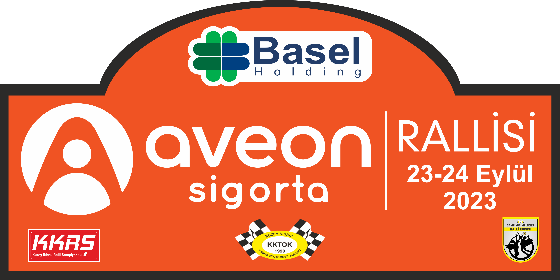 Basel
Holding
aveon
sigorta
RALLİSİ
23-24 Eylül
2023
KKRS
KKTOK